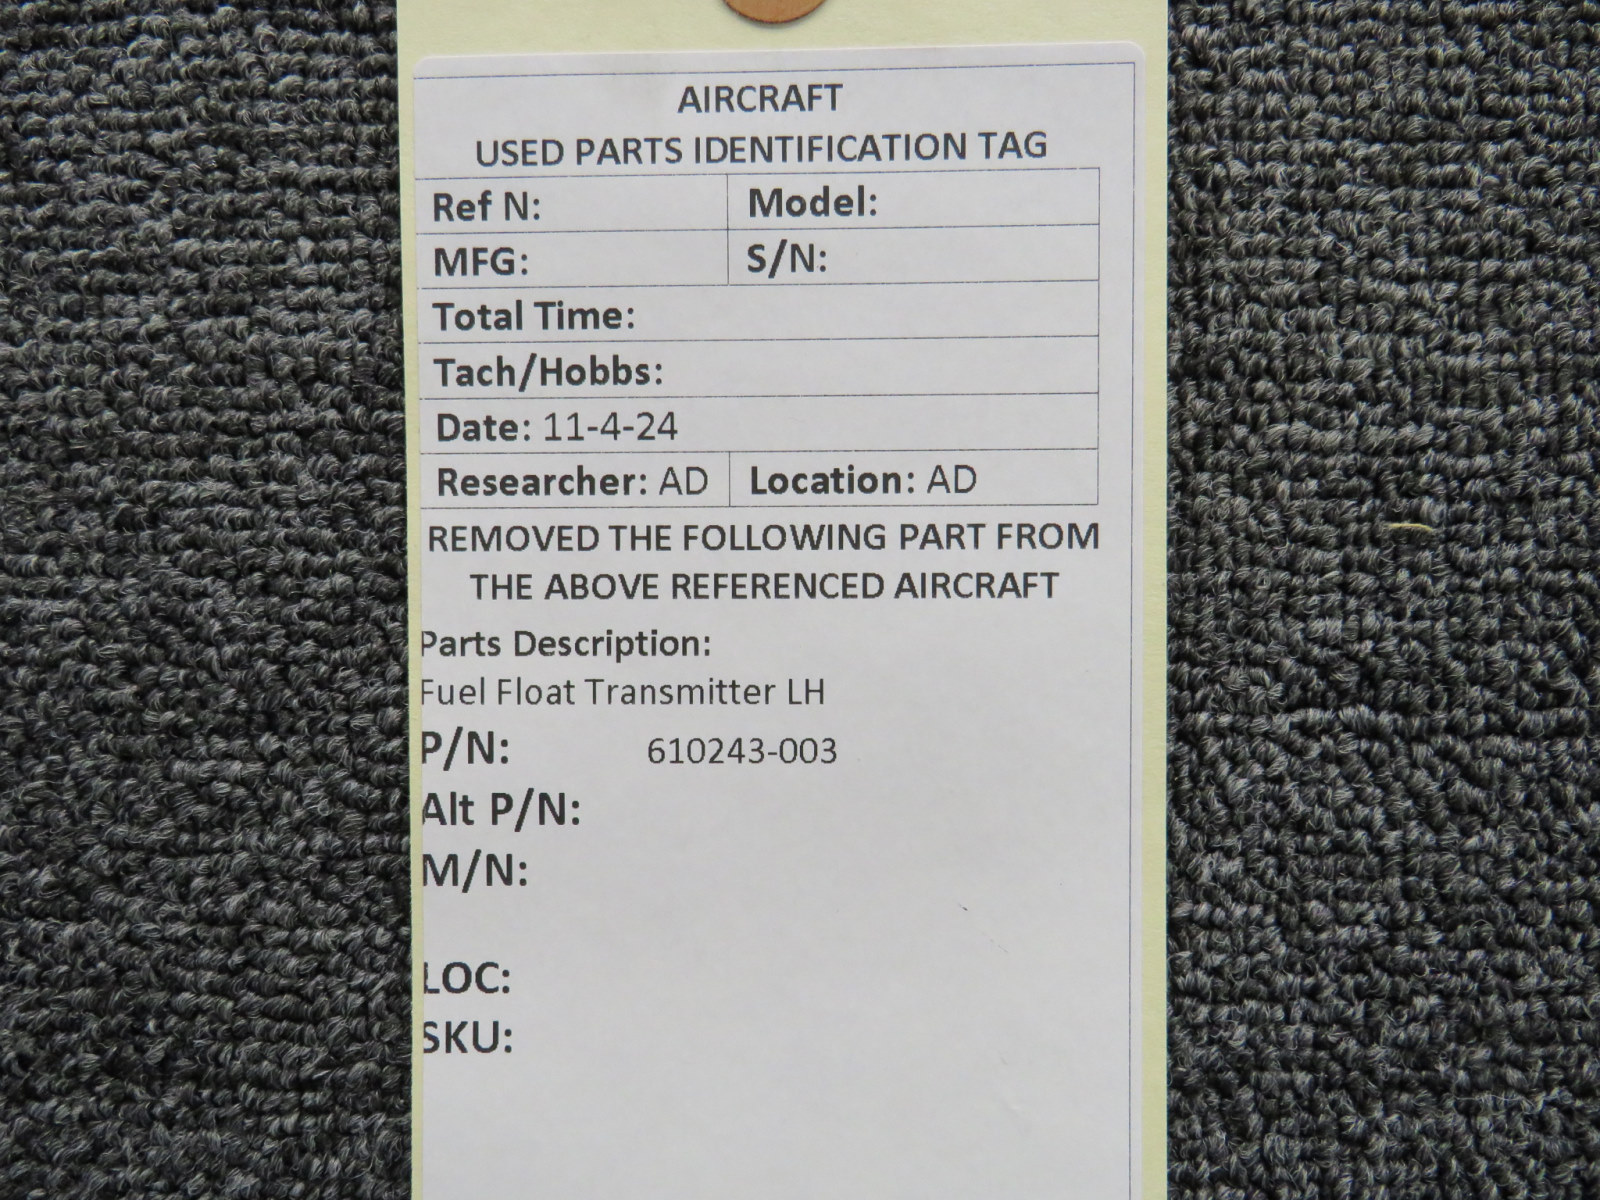 AIRCRAFT
USED PARTS IDENTIFICATION TAG
Ref N: Model:
MFG: S/N:
Total Time:
Tach/Hobbs:
Date: 11-4-24
Researcher: AD Location: AD
REMOVED THE FOLLOWING PART FROM
THE ABOVE REFERENCED AIRCRAFT
Parts Description:
Fuel Float Transmitter LH
P/N: 610243-003
Alt P/N:
M/N:
LOC:
SKU: